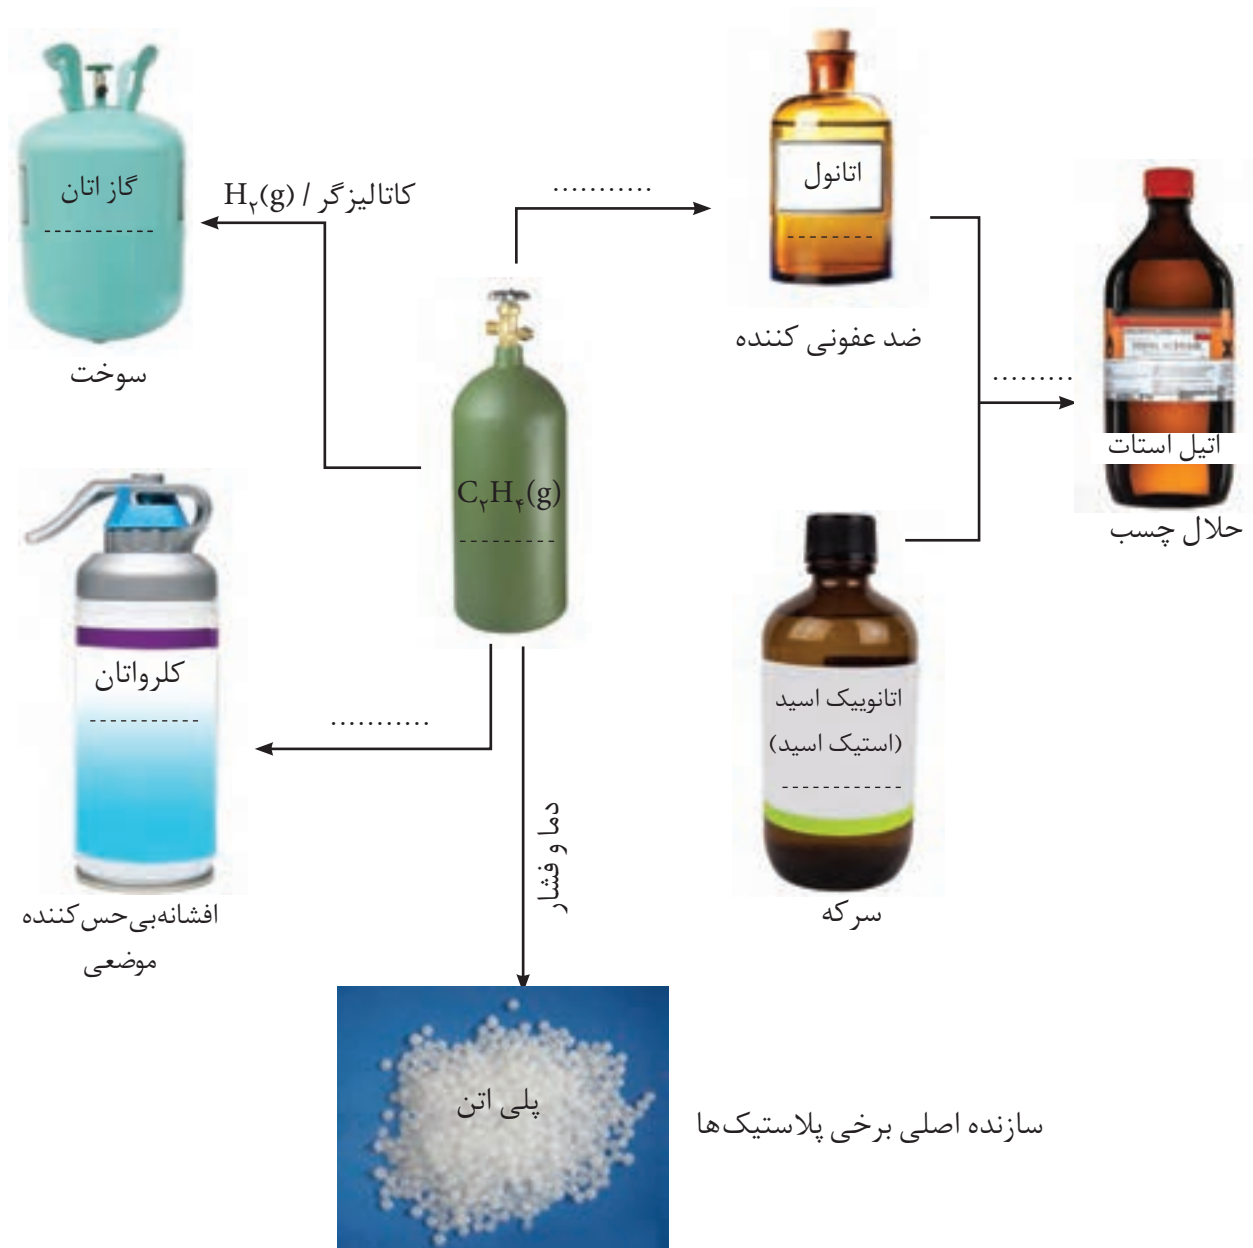 گاز اتان
-----------
سوخت
H۲(g) / کاتالیزگر
...........
اتانول
---------
ضد عفونی کننده
.........
اتیل استات
حلال چسب
C۲H۴(g)
----------
کلرواتان
-----------
افشانه‌بی‌حس‌کننده
موضعی
...........
دما و فشار
اتانوییک اسید
(استیک اسید)
------------
سرکه
پلی اتن
سازنده اصلی برخی پلاستیک‌ها